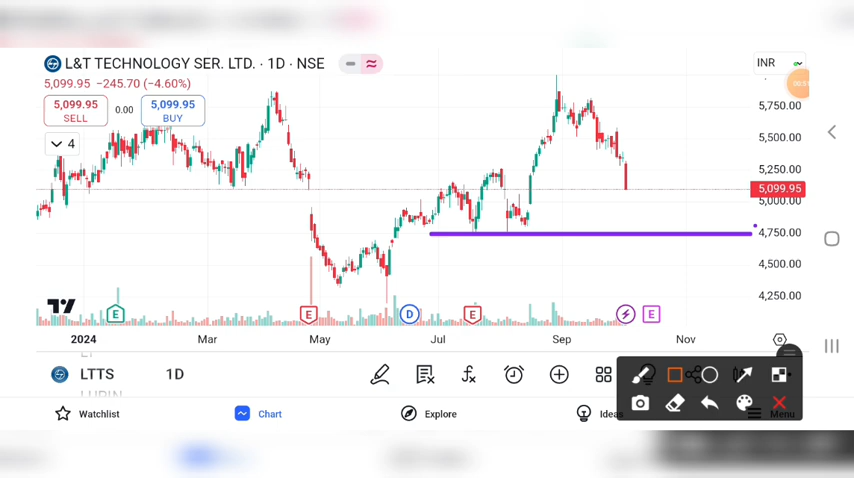 L&T TECHNOLOGY SER. LTD. · 1D · NSE
INR
5,099.95 −245.70 (−4.60%)
5,099.95 SELL
0.00
5,099.95 BUY
4
5,750.00
5,500.00
5,250.00
5,099.95
5,000.00
4,750.00
4,500.00
4,250.00
E E D E E
2024 Mar May Jul Sep Nov
LTTS 1D
LUPIN
Watchlist Chart Explore Ideas Menu